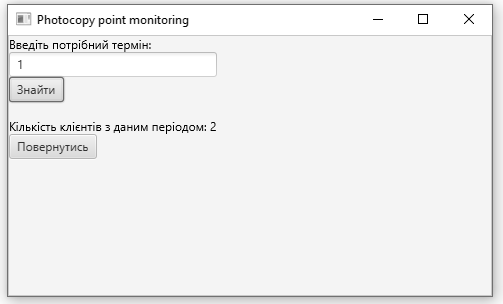 Photocopy point monitoring
Введіть потрібний термін:
1
Знайти
Кількість клієнтів з даним періодом: 2
Повернутись